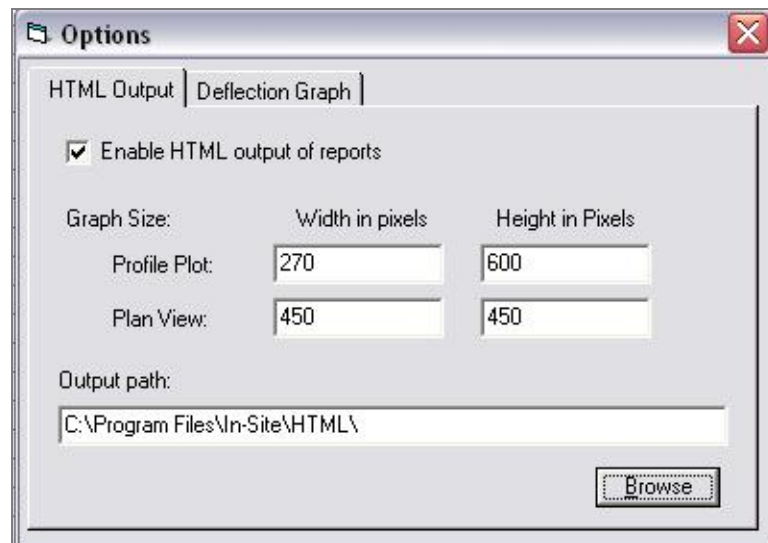 Options
HTML Output Deflection Graph
Enable HTML output of reports
Graph Size: Width in pixels Height in Pixels
Profile Plot: 270 600
Plan View: 450 450
Output path:
C:\Program Files\In-Site\HTML\
Browse